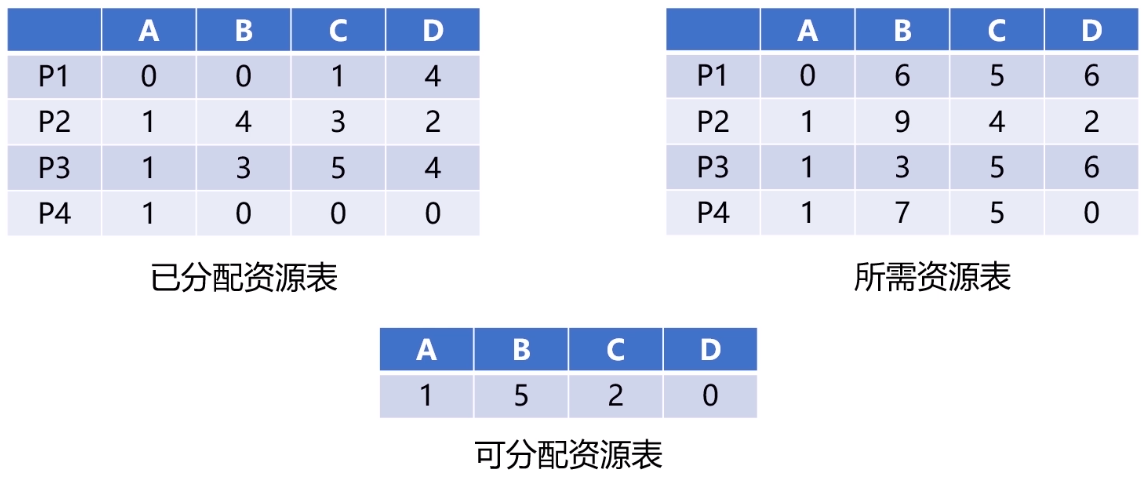 A B C D
P1 0 0 1 4
P2 1 4 3 2
P3 1 3 5 4
P4 1 0 0 0
已分配资源表
A B C D
P1 0 6 5 6
P2 1 9 4 2
P3 1 3 5 6
P4 1 7 5 0
所需资源表
A B C D
1 5 2 0
可分配资源表